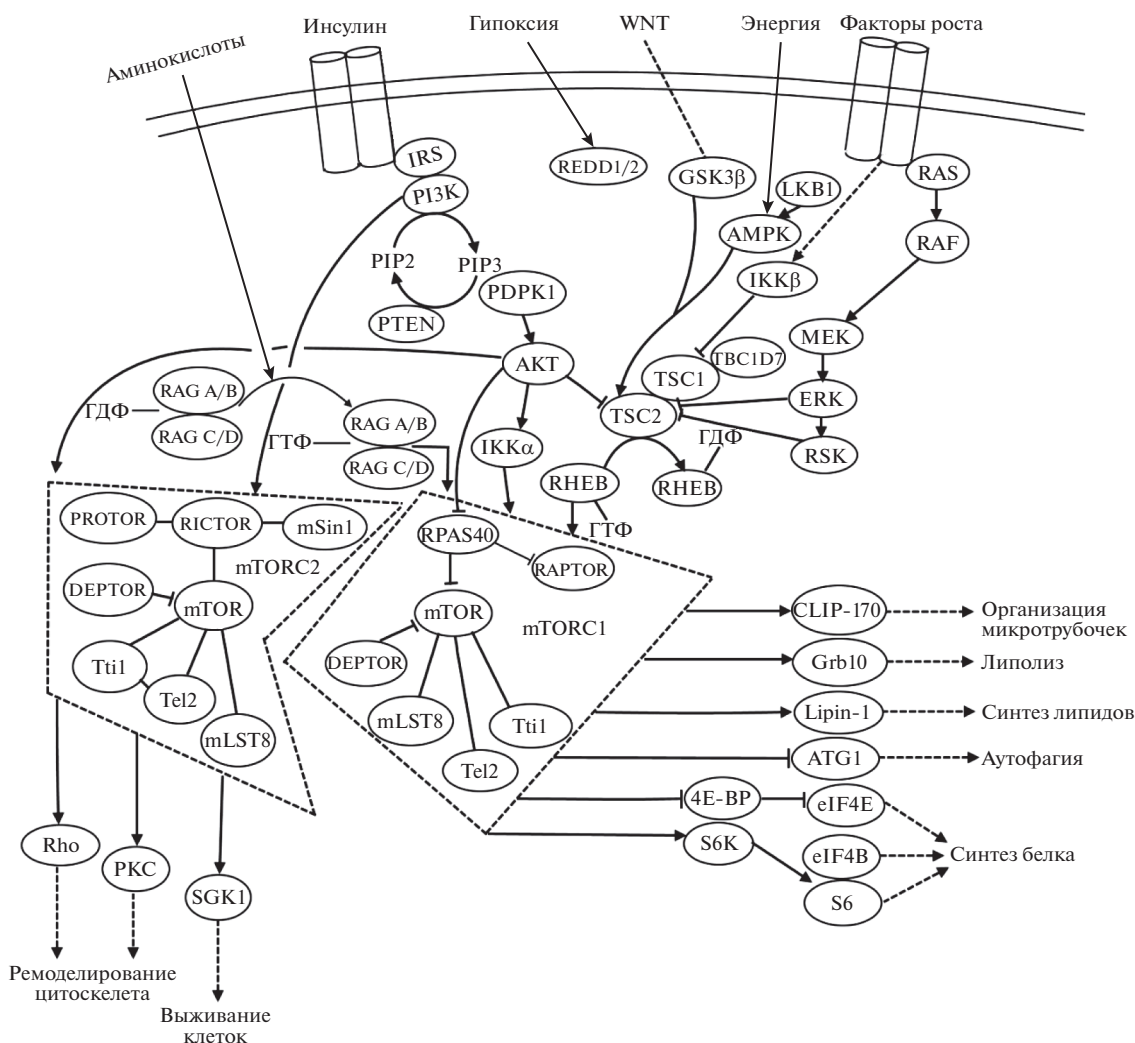 Аминокислоты
Инсулин
Гипоксия
WNT
Энергия
Факторы роста
IRS
PI3K
REDD1/2
GSK3β
LKB1
RAS
AMPK
RAF
PIP2
PIP3
IKKβ
PDPK1
PTEN
MEK
AKT
TBC1D7
TSC1
ГДФ
RAG A/B
RAG C/D
ГТФ
RAG A/B
RAG C/D
TSC2
ERK
IKKα
ГДФ
RSK
RHEB
RHEB
ГТФ
PROTOR
RICTOR
mSin1
mTORC2
DEPTOR
mTOR
Tti1
Tel2
mLST8
RPAS40
RAPTOR
mTOR
mTORC1
DEPTOR
mLST8
Tti1
Tel2
CLIP-170
Организация
микротрубочек
Grb10
Липолиз
Lipin-1
Синтез липидов
ATG1
Аутофагия
4E-BP
eIF4E
S6K
eIF4B
Синтез белка
S6
Rho
PKC
SGK1
Ремоделирование
цитоскелета
Выживание
клеток